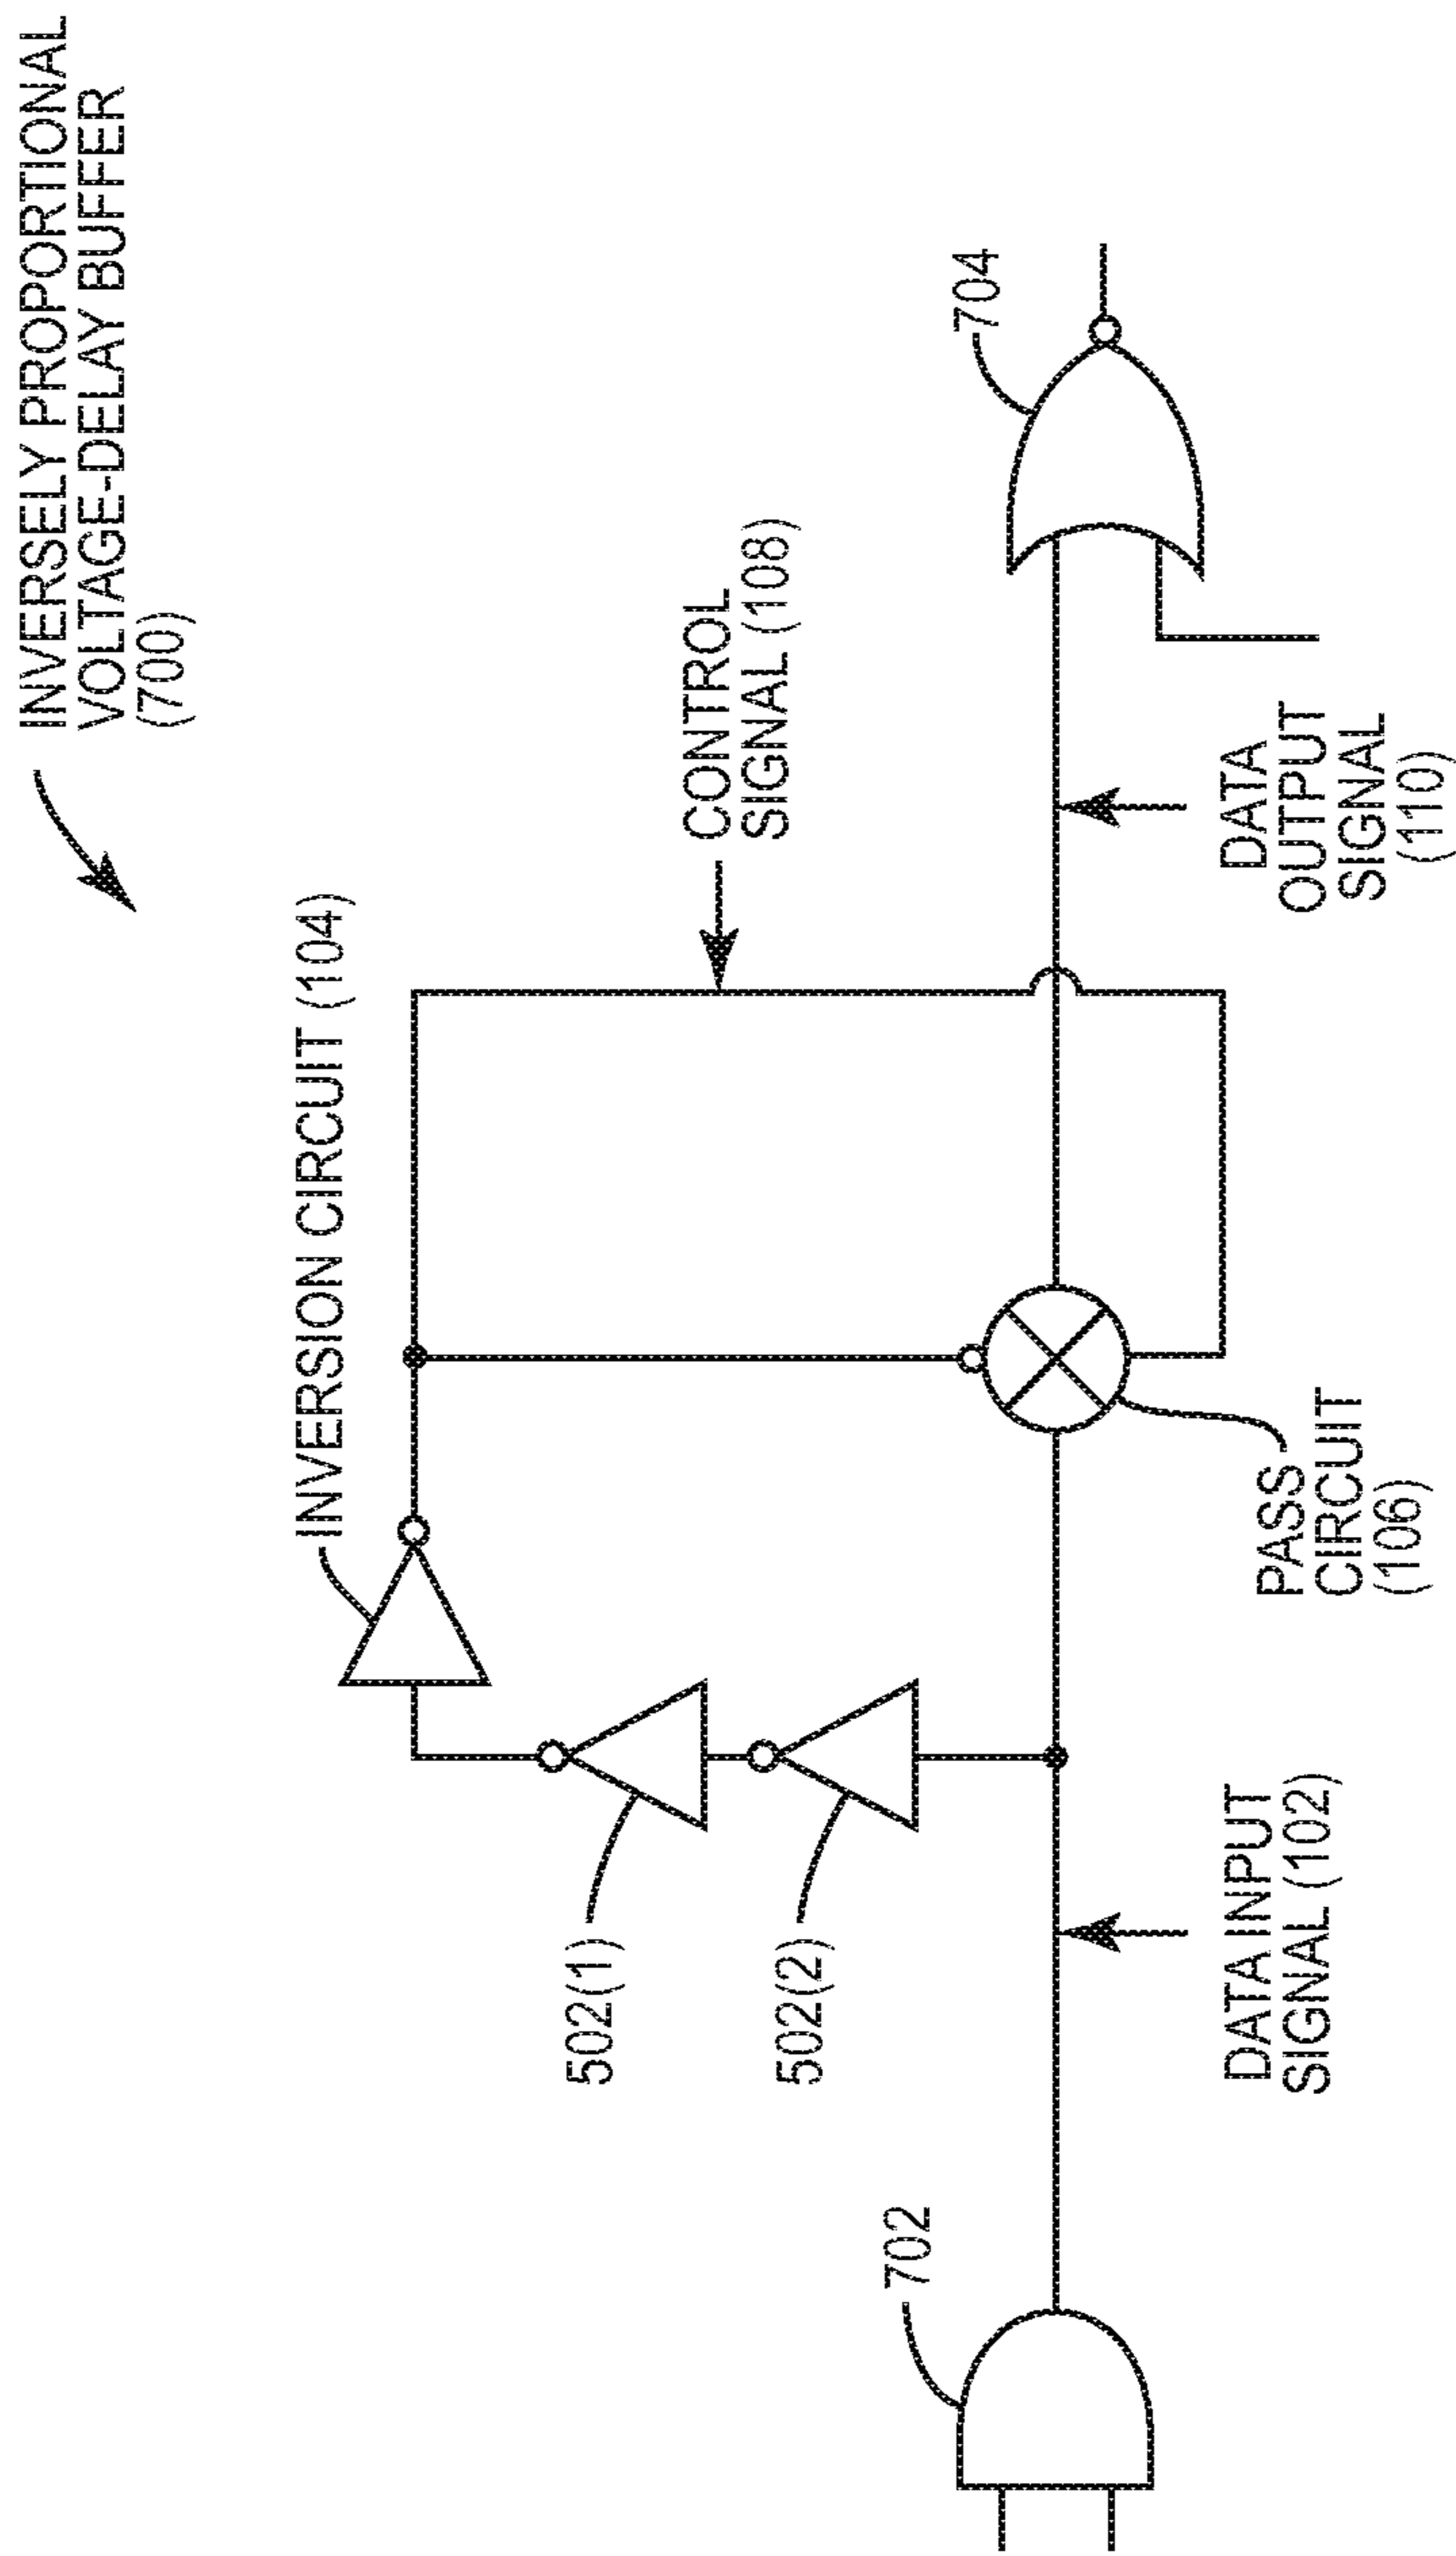 INVERSELY PROPORTIONAL
VOLTAGE-DELAY BUFFER
(700)
INVERSION CIRCUIT (104)
CONTROL
SIGNAL (108)
502(1)
502(2)
702
704
DATA INPUT
SIGNAL (102)
PASS
CIRCUIT
(106)
DATA
OUTPUT
SIGNAL
(110)